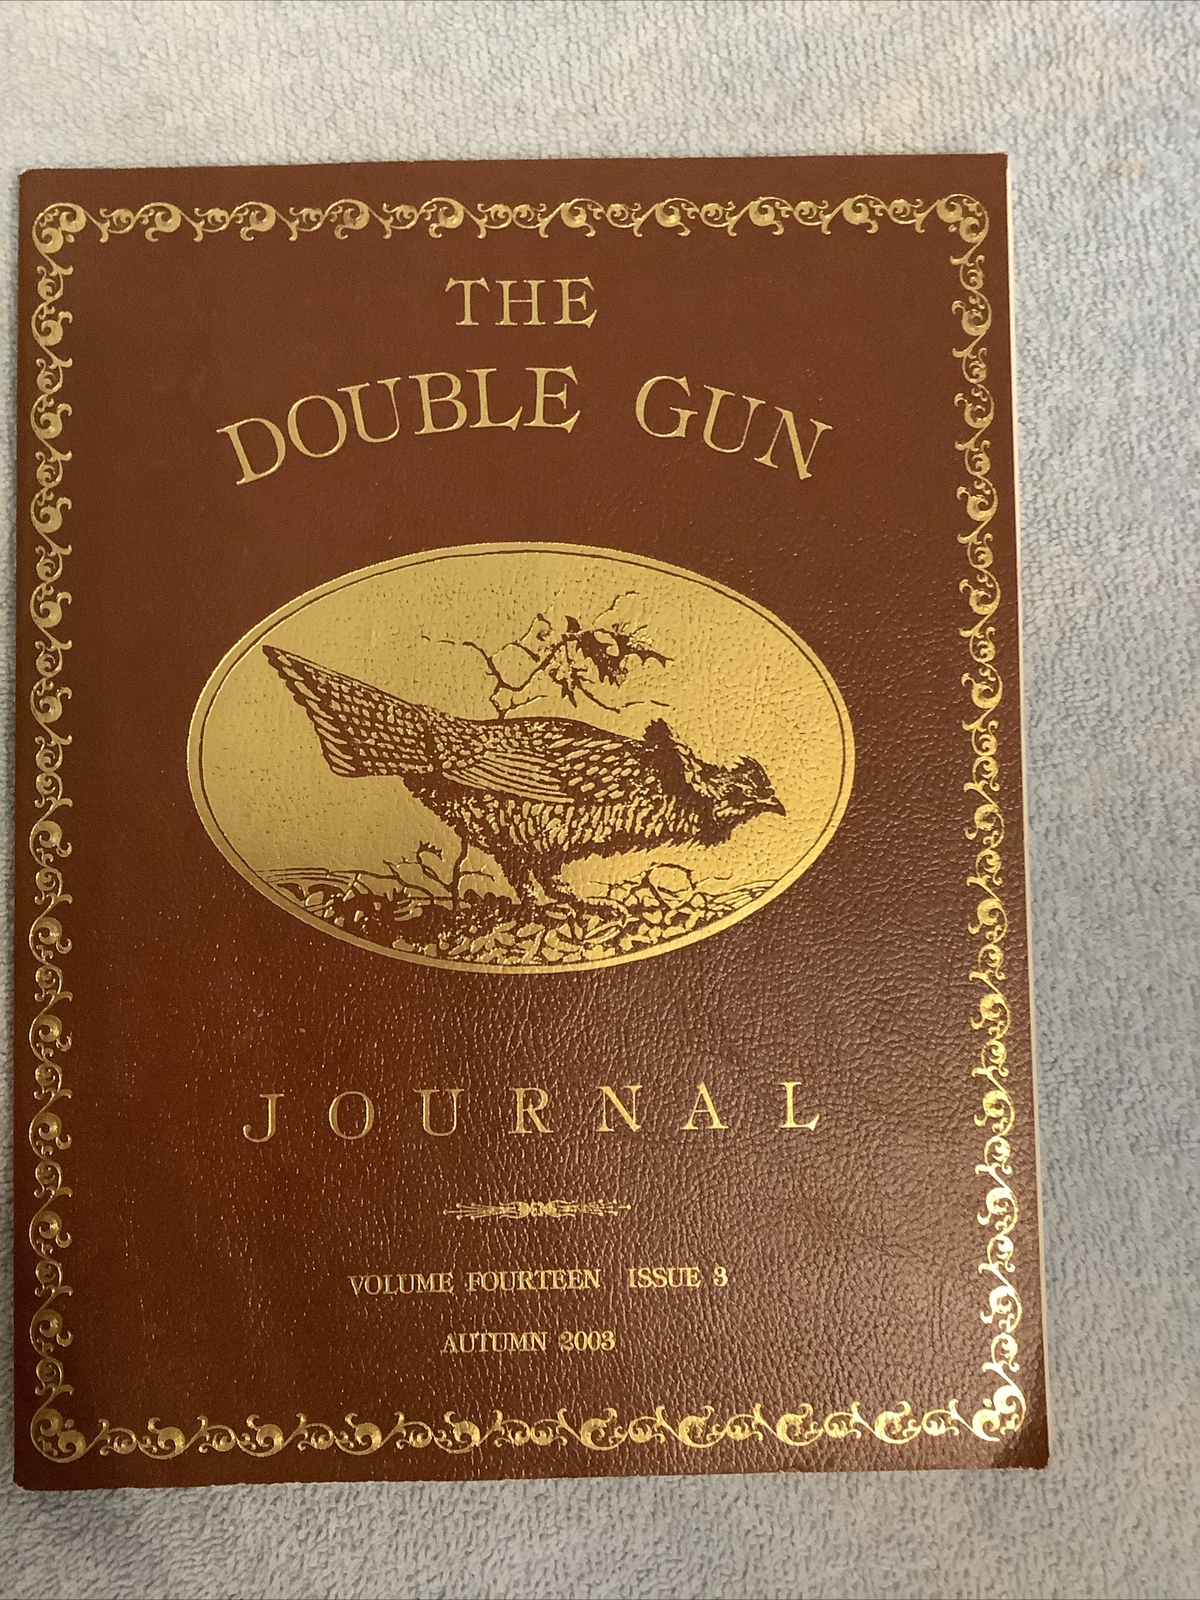 THE
DOUBLE GUN
JOURNAL
VOLUME FOURTEEN ISSUE 3
AUTUMN 2003